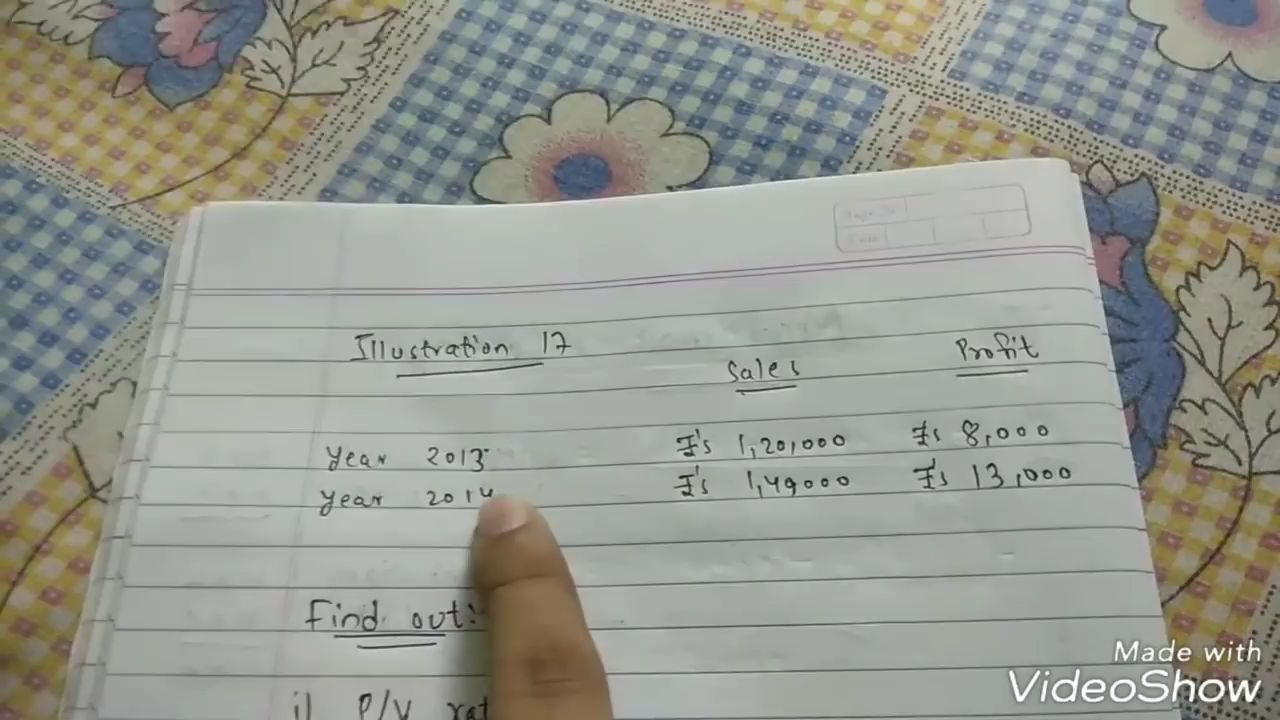 Illustration 17
Sales Profit
Year 2013 ₹'s 1,20,000 ₹s 8,000
Year 2014 ₹'s 1,49000 ₹'s 13,000
Find out:-
i) P/V rat
Made with
VideoShow